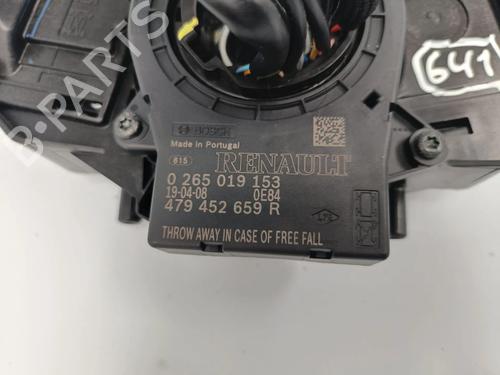 B-PARTS
641
BOSCH
Made in Portugal
615 RENAULT
0 265 019 153
19-04-08 0E84
479 452 659 R
THROW AWAY IN CASE OF FREE FALL